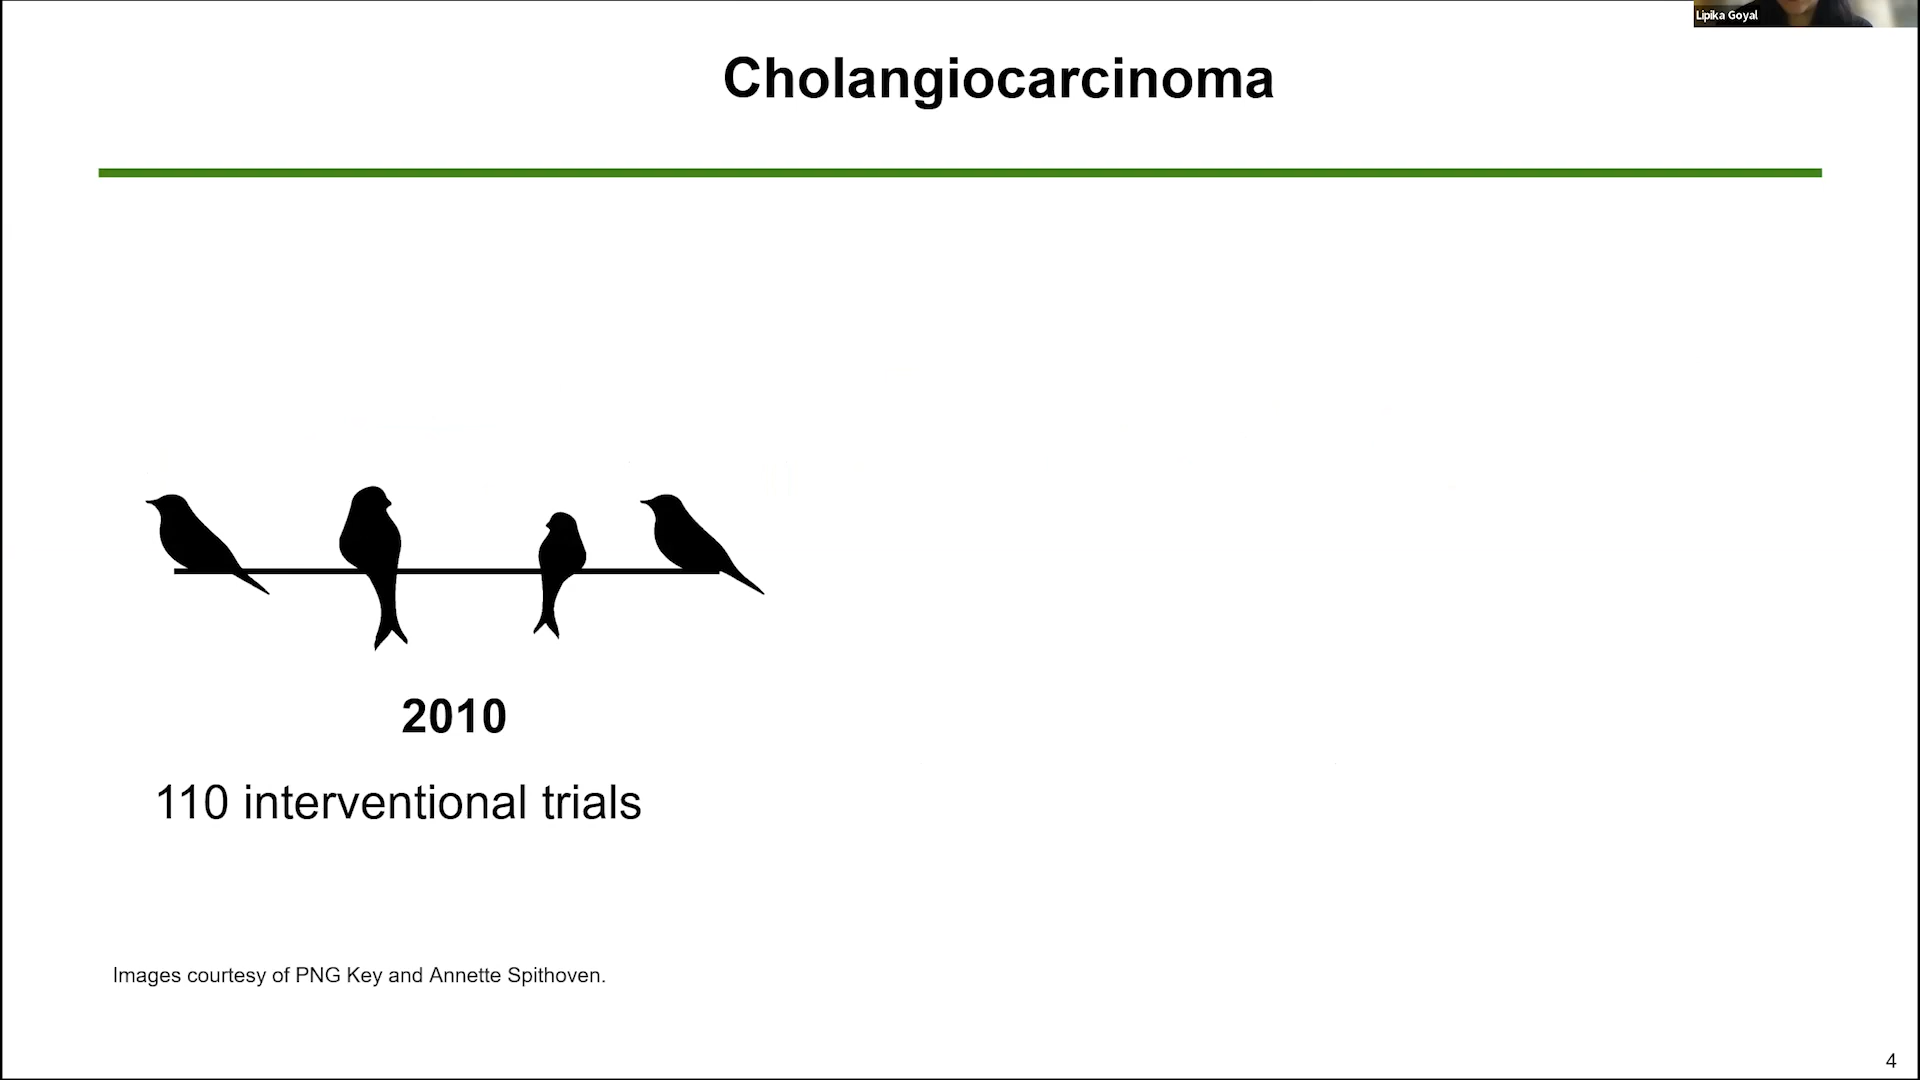 Lipika Goyal
Cholangiocarcinoma
2010
110 interventional trials
Images courtesy of PNG Key and Annette Spithoven.
4